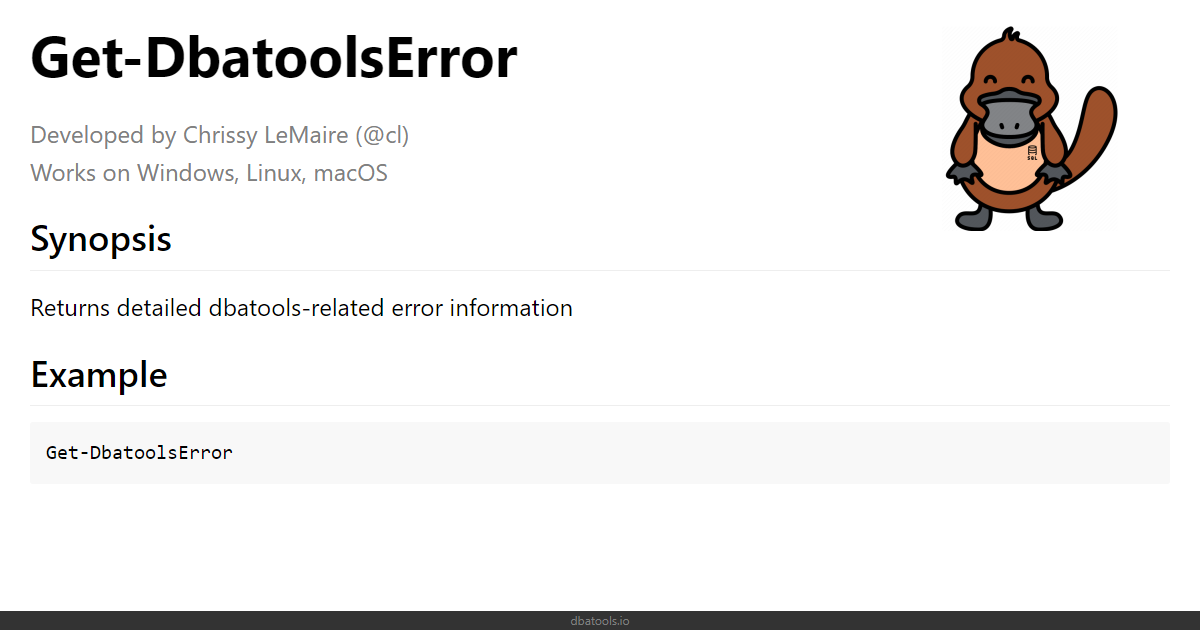 Get-DbatoolsError
Developed by Chrissy LeMaire (@cl)
Works on Windows, Linux, macOS
SQL
Synopsis
Returns detailed dbatools-related error information
Example
Get-DbatoolsError
dbatools.io